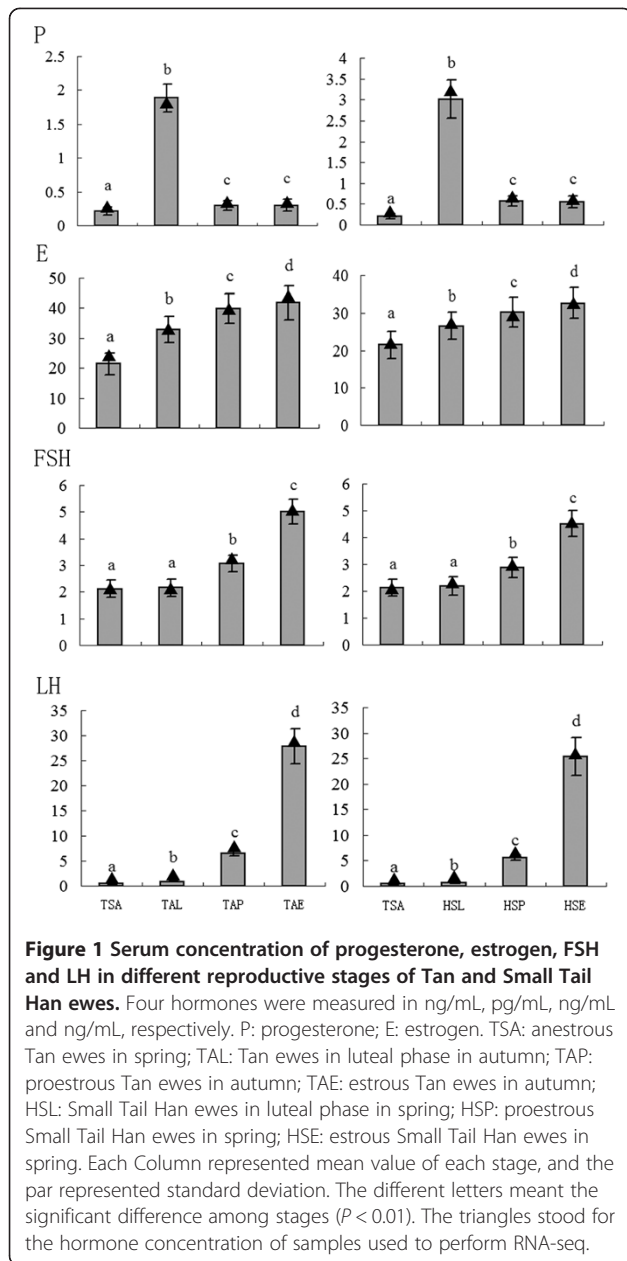 P
2.5
2
1.5
1
0.5
0
a
b
c
c
4
3.5
3
2.5
2
1.5
1
0.5
0
a
b
c
c
E
50
40
30
20
10
0
a
b
c
d
40
30
20
10
0
a
b
c
d
FSH
6
5
4
3
2
1
0
a
a
b
c
6
5
4
3
2
1
0
a
a
b
c
LH
35
30
25
20
15
10
5
0
a
b
c
d
TSA TAL TAP TAE
35
30
25
20
15
10
5
0
a
b
c
d
TSA HSL HSP HSE
Figure 1 Serum concentration of progesterone, estrogen, FSH
and LH in different reproductive stages of Tan and Small Tail
Han ewes. Four hormones were measured in ng/mL, pg/mL, ng/mL
and ng/mL, respectively. P: progesterone; E: estrogen. TSA: anestrous
Tan ewes in spring; TAL: Tan ewes in luteal phase in autumn; TAP:
proestrous Tan ewes in autumn; TAE: estrous Tan ewes in autumn;
HSL: Small Tail Han ewes in luteal phase in spring; HSP: proestrous
Small Tail Han ewes in spring; HSE: estrous Small Tail Han ewes in
spring. Each Column represented mean value of each stage, and the
par represented standard deviation. The different letters meant the
significant difference among stages (P < 0.01). The triangles stood for
the hormone concentration of samples used to perform RNA-seq.